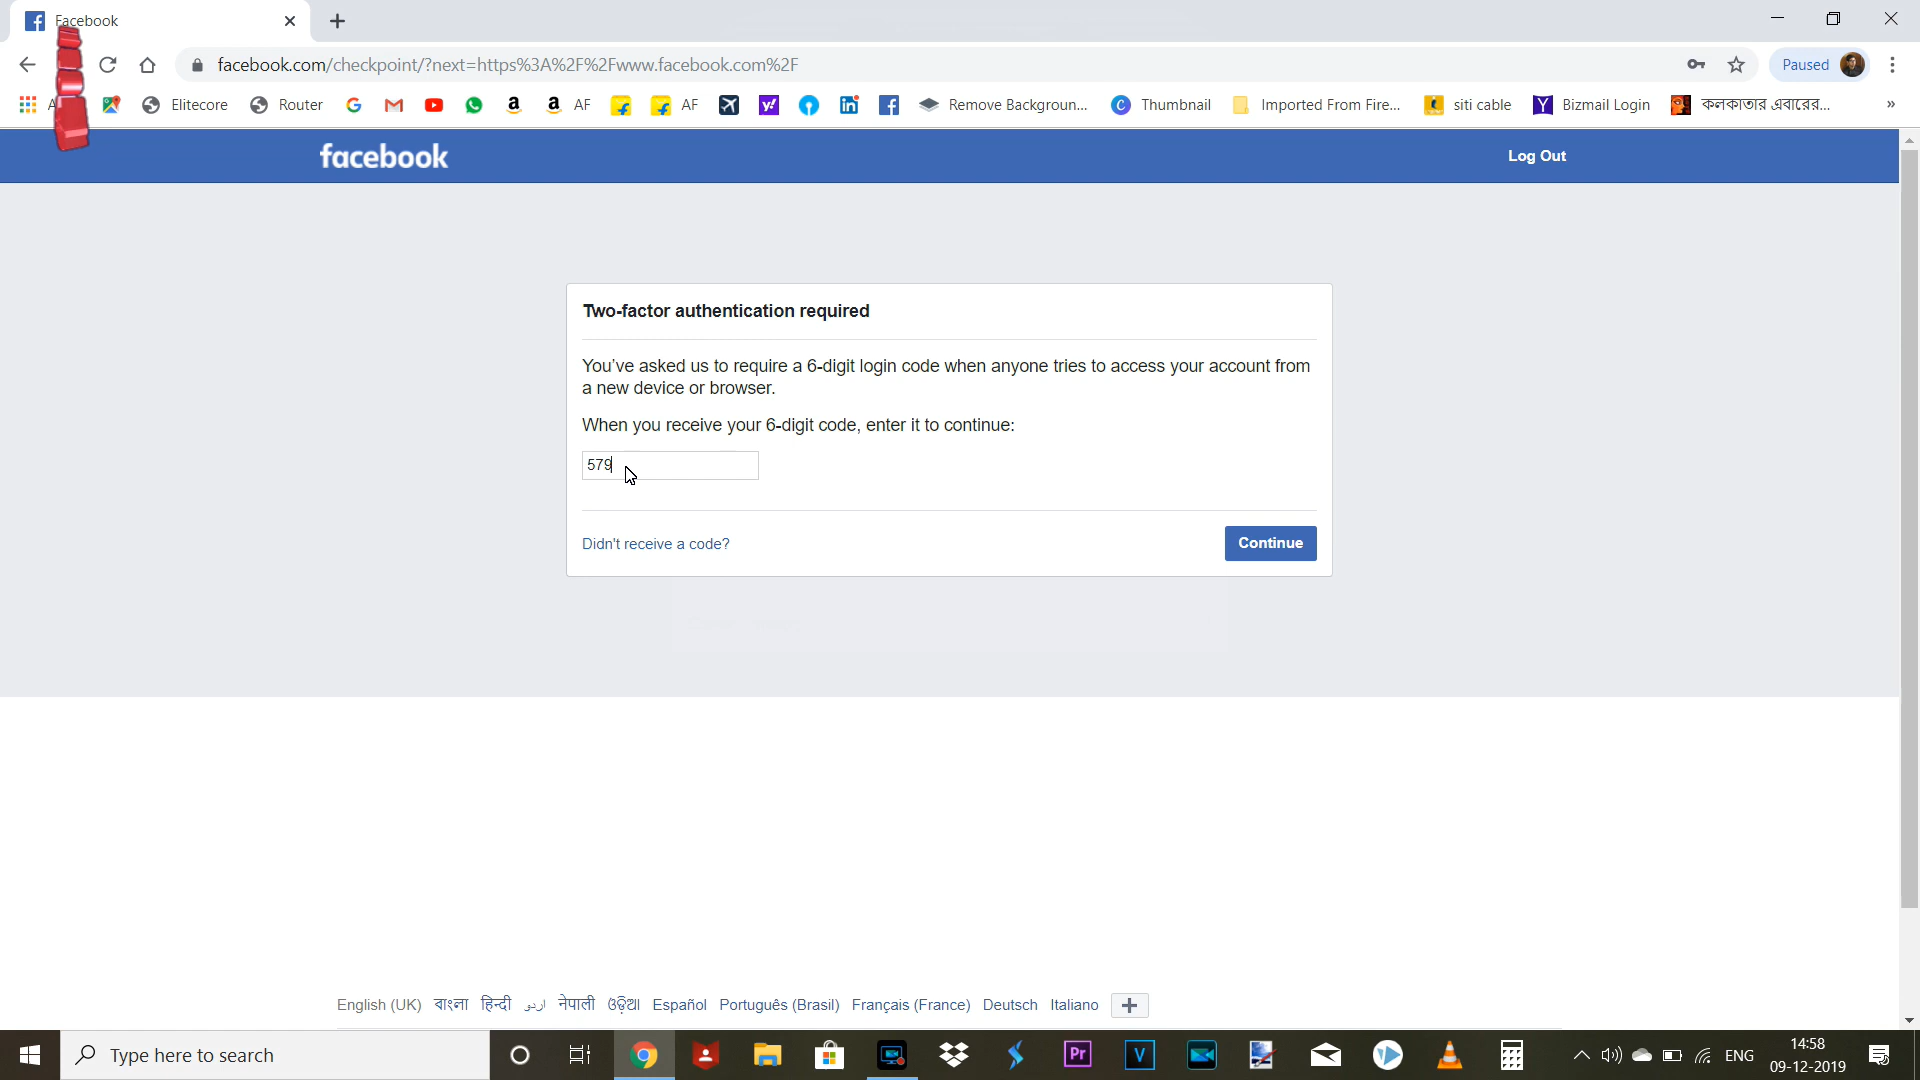 Facebook
facebook.com/checkpoint/?next=https%3A%2F%2Fwww.facebook.com%2F
Paused
Elitecore Router AF AF Remove Backgroun... Thumbnail Imported From Fire... siti cable Bizmail Login কলকাতার এবারের... »
facebook
Log Out
Two-factor authentication required
You've asked us to require a 6-digit login code when anyone tries to access your account from
a new device or browser.
When you receive your 6-digit code, enter it to continue:
579
Didn't receive a code?
Continue
English (UK) বাংলা हिन्दी اردو नेपाली ଓଡ଼ିଆ Español Português (Brasil) Français (France) Deutsch Italiano
Type here to search
Pr
V
ENG
14:58
09-12-2019